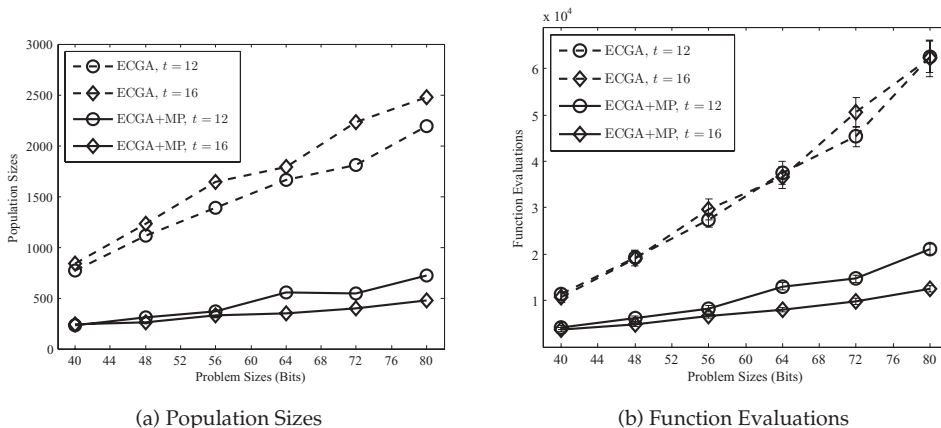 3000
2500
2000
1500
1000
500
0
Population Sizes
ECGA, t = 12
ECGA, t = 16
ECGA+MP, t = 12
ECGA+MP, t = 16
40 44 48 52 56 60 64 68 72 76 80
Problem Sizes (Bits)
(a) Population Sizes
x 10⁴
6
5
4
3
2
1
Function Evaluations
ECGA, t = 12
ECGA, t = 16
ECGA+MP, t = 12
ECGA+MP, t = 16
40 44 48 52 56 60 64 68 72 76 80
Problem Sizes (Bits)
(b) Function Evaluations